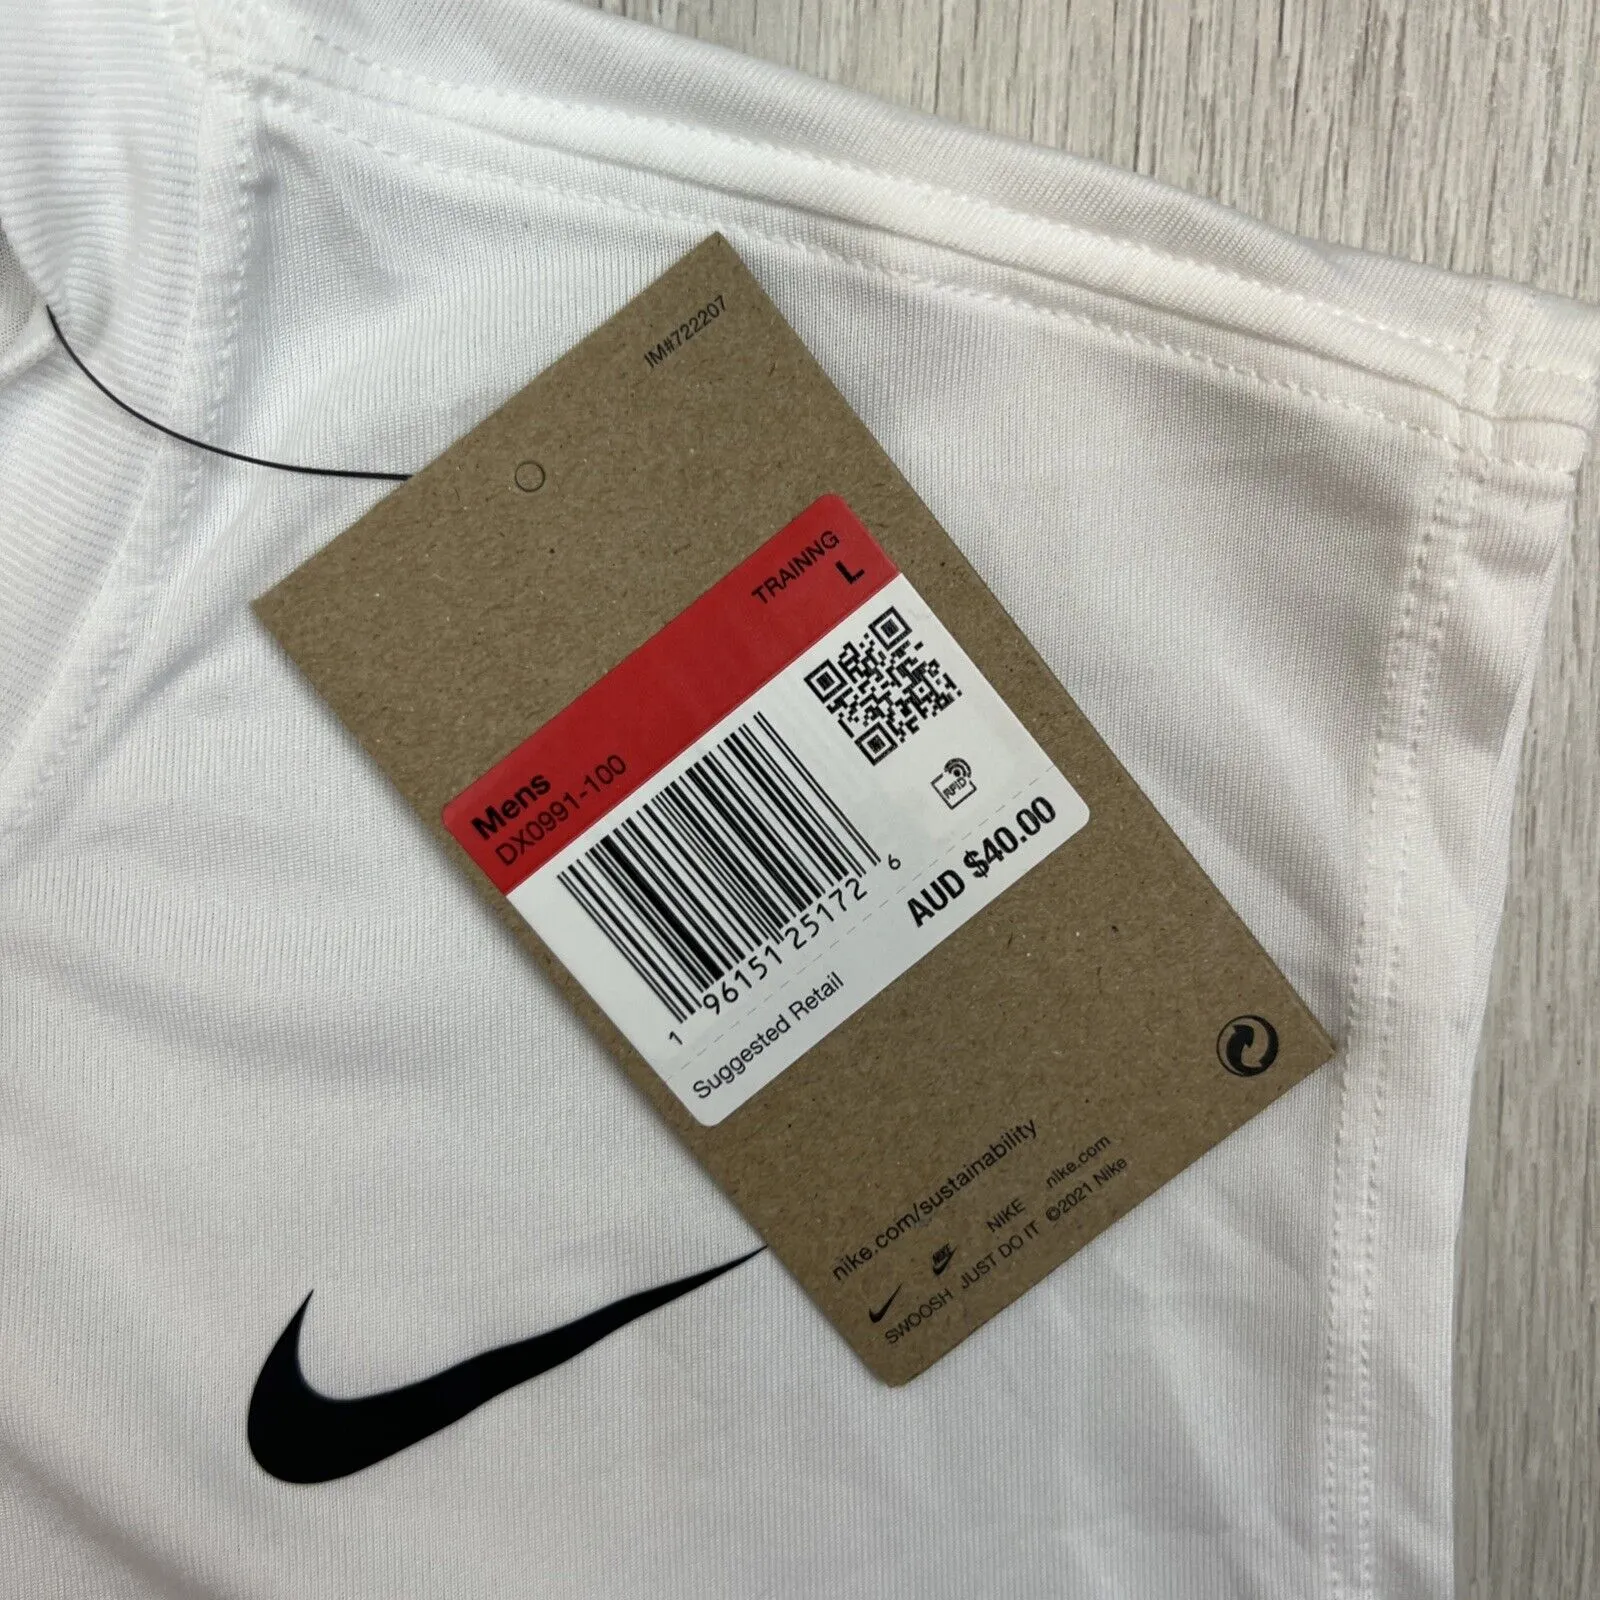 IM#722207
TRAINNG
L
Mens
DX0991-100
RFID
1 96151 25172 6
AUD $40.00
Suggested Retail
nike.com/sustainability
NIKE nike.com
SWOOSH JUST DO IT ©2021 Nike